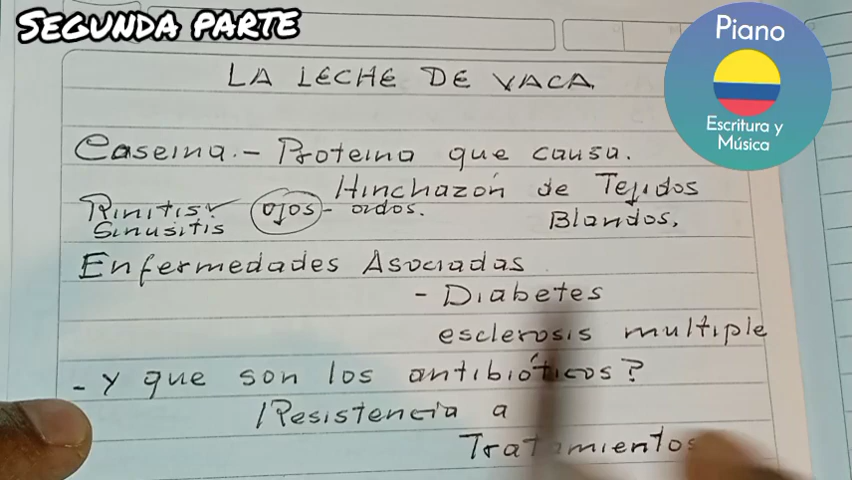 SEGUNDA PARTE
Piano
Escritura y
Música
LA LECHE DE VACA
Caseina.- Proteina que causa.
Hinchazón de Tejidos
Blandos.
Rinitis✓ ojos - oidos.
Sinusitis
Enfermedades Asociadas
- Diabetes
esclerosis multiple
- y que son los antibióticos?
Resistencia a
Tratamientos